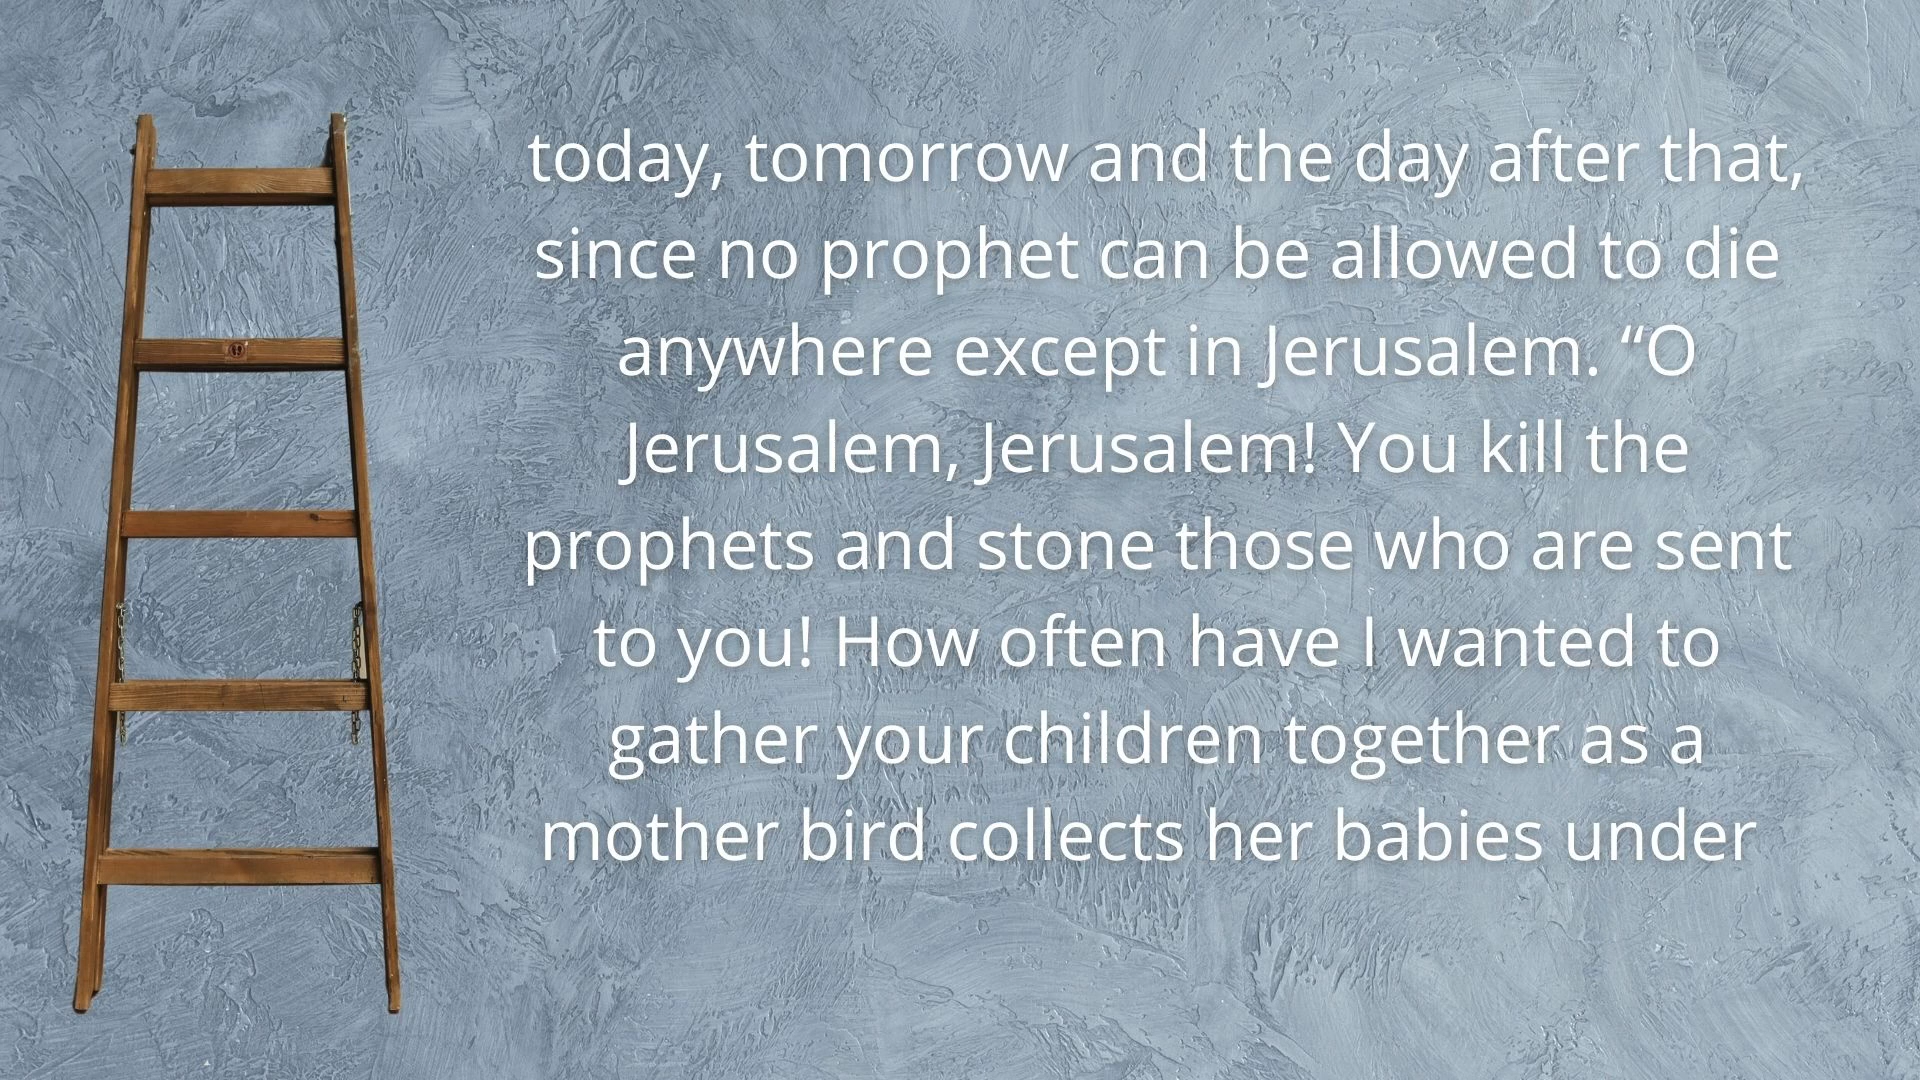 today, tomorrow and the day after that,
since no prophet can be allowed to die
anywhere except in Jerusalem. “O
Jerusalem, Jerusalem! You kill the
prophets and stone those who are sent
to you! How often have I wanted to
gather your children together as a
mother bird collects her babies under